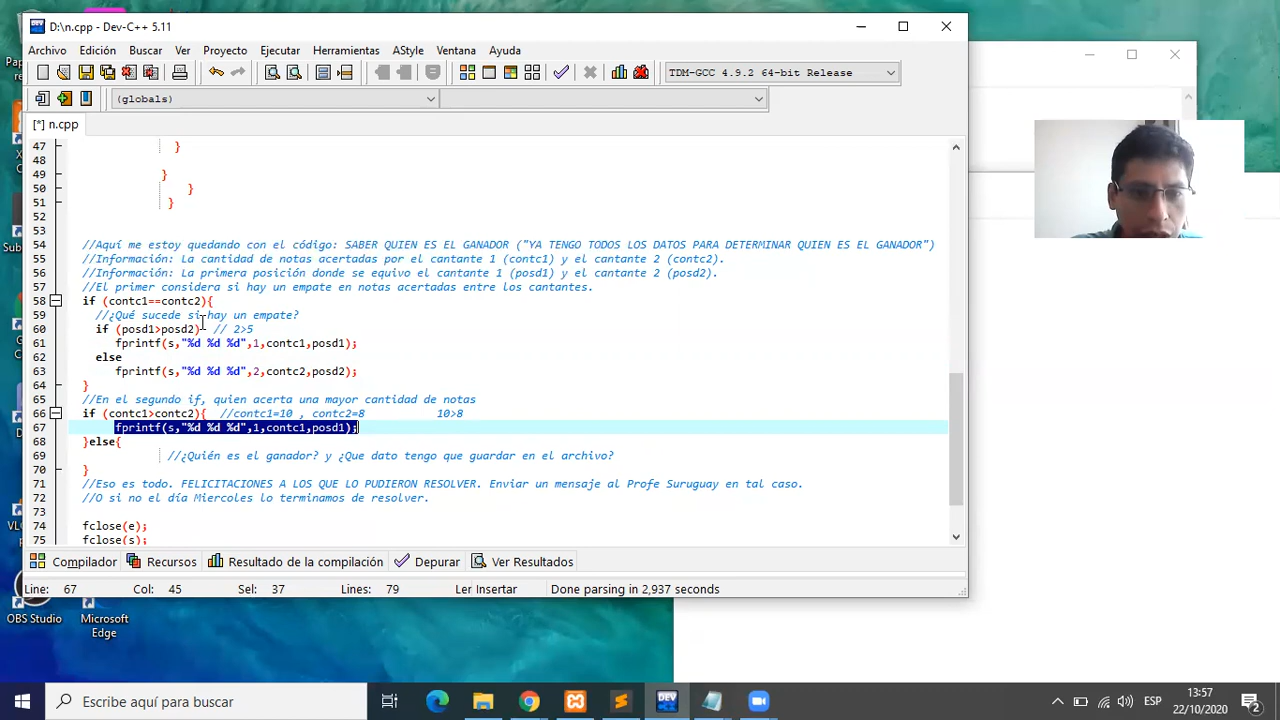 D:\n.cpp - Dev-C++ 5.11
Archivo Edición Buscar Ver Proyecto Ejecutar Herramientas AStyle Ventana Ayuda
TDM-GCC 4.9.2 64-bit Release
(globals)
[*] n.cpp
47 }
48
49 }
50 }
51 }
52
53
54 //Aquí me estoy quedando con el código: SABER QUIEN ES EL GANADOR ("YA TENGO TODOS LOS DATOS PARA DETERMINAR QUIEN ES EL GANADOR")
55 //Información: La cantidad de notas acertadas por el cantante 1 (contc1) y el cantante 2 (contc2).
56 //Información: La primera posición donde se equivo el cantante 1 (posd1) y el cantante 2 (posd2).
57 //El primer considera si hay un empate en notas acertadas entre los cantantes.
58 if (contc1==contc2){
59 //¿Qué sucede si hay un empate?
60 if (posd1>posd2) // 2>5
61 fprintf(s,"%d %d %d",1,contc1,posd1);
62 else
63 fprintf(s,"%d %d %d",2,contc2,posd2);
64 }
65 //En el segundo if, quien acerta una mayor cantidad de notas
66 if (contc1>contc2){ //contc1=10 , contc2=8 10>8
67 fprintf(s,"%d %d %d",1,contc1,posd1);
68 }else{
69 //¿Quién es el ganador? y ¿Que dato tengo que guardar en el archivo?
70 }
71 //Eso es todo. FELICITACIONES A LOS QUE LO PUDIERON RESOLVER. Enviar un mensaje al Profe Suruguay en tal caso.
72 //O si no el día Miercoles lo terminamos de resolver.
73
74 fclose(e);
75 fclose(s);
Compilador Recursos Resultado de la compilación Depurar Ver Resultados
Line: 67 Col: 45 Sel: 37 Lines: 79 Insertar Done parsing in 2,937 seconds
OBS Studio
Microsoft
Edge
Escribe aquí para buscar
ESP
13:57
22/10/2020
2